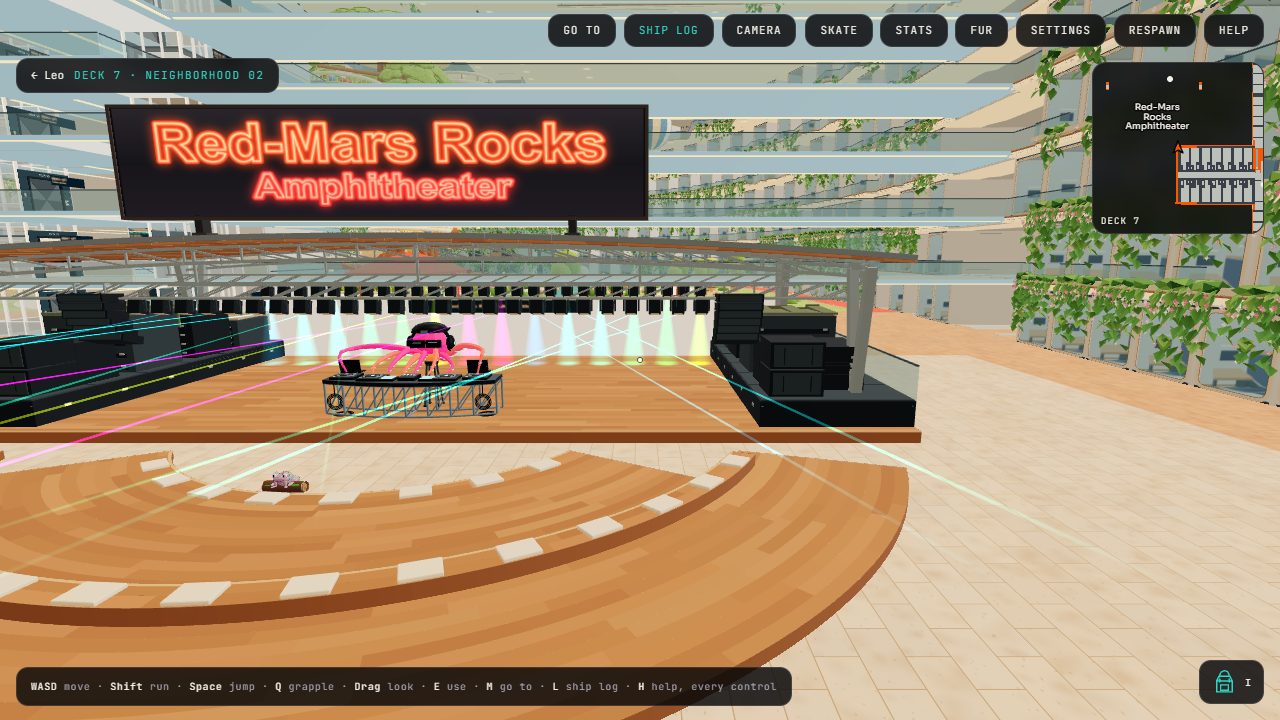 GO TO
SHIP LOG
CAMERA
SKATE
STATS
FUR
SETTINGS
RESPAWN
HELP
← Leo DECK 7 · NEIGHBORHOOD 02
Red-Mars Rocks
Amphitheater
Red-Mars
Rocks
Amphitheater
DECK 7
WASD move · Shift run · Space jump · Q grapple · Drag look · E use · M go to · L ship log · H help, every control
I